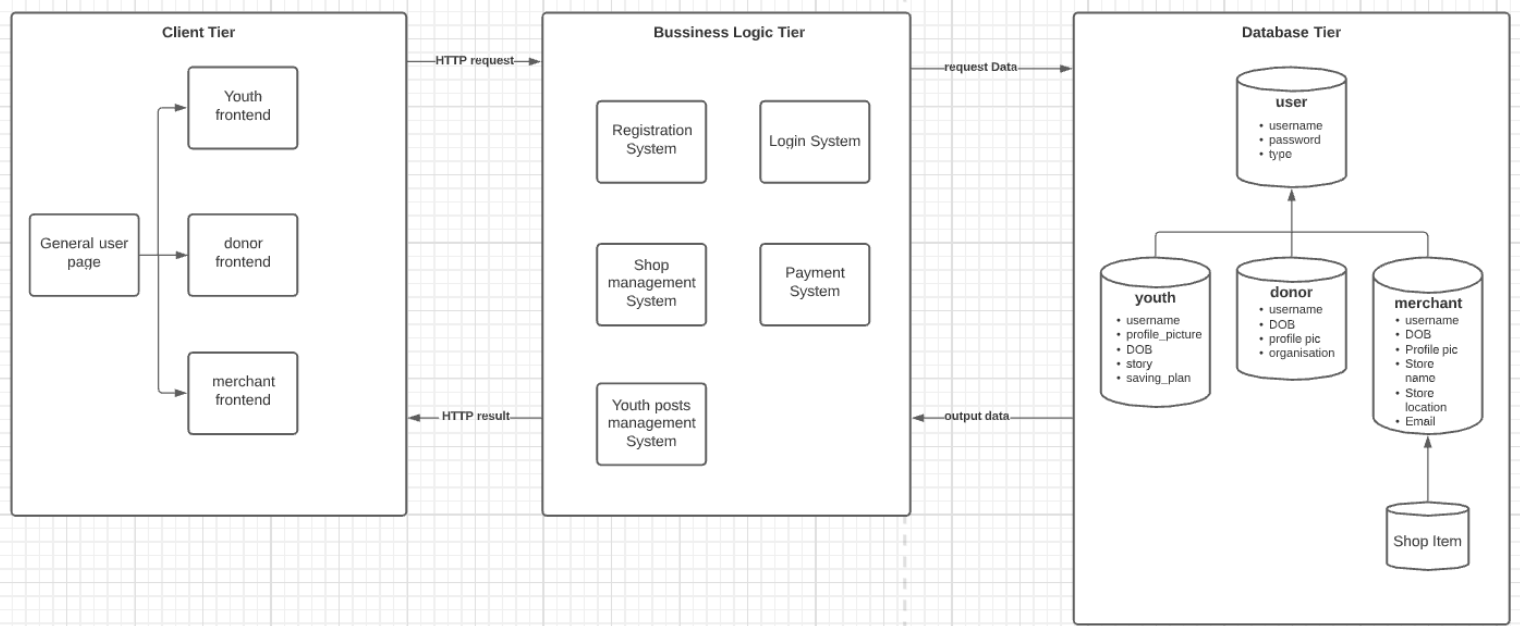 Client Tier
Youth
frontend
General user
page
donor
frontend
merchant
frontend
HTTP request
HTTP result
Bussiness Logic Tier
Registration
System
Login System
Shop
management
System
Payment
System
Youth posts
management
System
request Data
output data
Database Tier
user
• username
• password
• type
youth
• username
• profile_picture
• DOB
• story
• saving_plan
donor
• username
• DOB
• profile pic
• organisation
merchant
• username
• DOB
• Profile pic
• Store
name
• Store
location
• Email
Shop Item